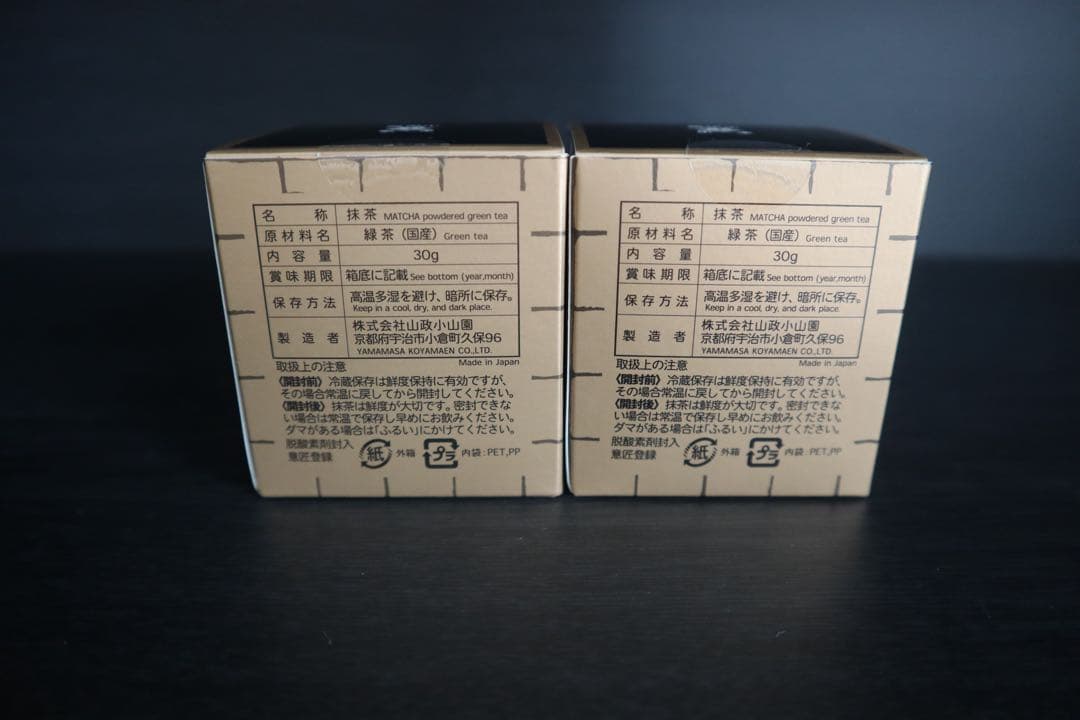 名称 抹茶 MATCHA powdered green tea
原材料名 緑茶（国産） Green tea
内容量 30g
賞味期限 箱底に記載 See bottom (year,month)
保存方法 高温多湿を避け、暗所に保存。
Keep in a cool, dry, and dark place.
製造者 株式会社山政小山園
京都府宇治市小倉町久保96
YAMAMASA KOYAMAEN CO.,LTD.
Made in Japan
取扱上の注意
〈開封前〉冷蔵保存は鮮度保持に有効ですが、
その場合常温に戻してから開封してください。
〈開封後〉抹茶は鮮度が大切です。密封できな
い場合は常温で保存し早めにお飲みください。
ダマがある場合は「ふるい」にかけてください。
脱酸素剤封入
意匠登録
紙 外箱 プラ 内袋：PET,PP
名称 抹茶 MATCHA powdered green tea
原材料名 緑茶（国産） Green tea
内容量 30g
賞味期限 箱底に記載 See bottom (year,month)
保存方法 高温多湿を避け、暗所に保存。
Keep in a cool, dry, and dark place.
製造者 株式会社山政小山園
京都府宇治市小倉町久保96
YAMAMASA KOYAMAEN CO.,LTD.
Made in Japan
取扱上の注意
〈開封前〉冷蔵保存は鮮度保持に有効ですが、
その場合常温に戻してから開封してください。
〈開封後〉抹茶は鮮度が大切です。密封できな
い場合は常温で保存し早めにお飲みください。
ダマがある場合は「ふるい」にかけてください。
脱酸素剤封入
意匠登録
紙 外箱 プラ 内袋：PET,PP